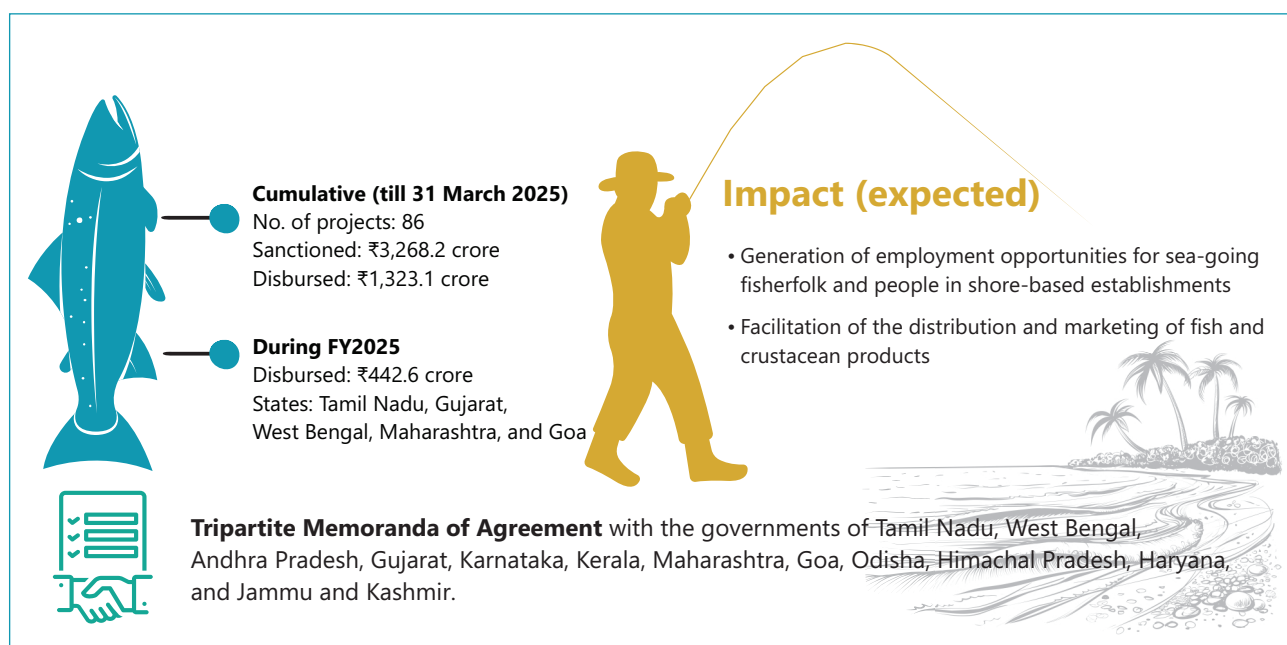 Cumulative (till 31 March 2025)
No. of projects: 86
Sanctioned: ₹3,268.2 crore
Disbursed: ₹1,323.1 crore
During FY2025
Disbursed: ₹442.6 crore
States: Tamil Nadu, Gujarat,
West Bengal, Maharashtra, and Goa
Impact (expected)
• Generation of employment opportunities for sea-going
fisherfolk and people in shore-based establishments
• Facilitation of the distribution and marketing of fish and
crustacean products
Tripartite Memoranda of Agreement with the governments of Tamil Nadu, West Bengal,
Andhra Pradesh, Gujarat, Karnataka, Kerala, Maharashtra, Goa, Odisha, Himachal Pradesh, Haryana,
and Jammu and Kashmir.